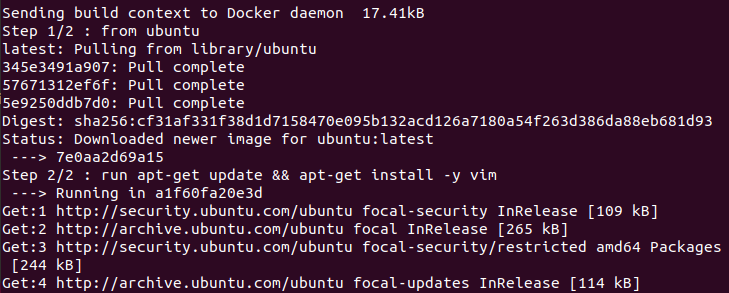 Sending build context to Docker daemon  17.41kB
Step 1/2 : from ubuntu
latest: Pulling from library/ubuntu
345e3491a907: Pull complete
57671312ef6f: Pull complete
5e9250ddb7d0: Pull complete
Digest: sha256:cf31af331f38d1d7158470e095b132acd126a7180a54f263d386da88eb681d93
Status: Downloaded newer image for ubuntu:latest
 ---> 7e0aa2d69a15
Step 2/2 : run apt-get update && apt-get install -y vim
 ---> Running in a1f60fa20e3d
Get:1 http://security.ubuntu.com/ubuntu focal-security InRelease [109 kB]
Get:2 http://archive.ubuntu.com/ubuntu focal InRelease [265 kB]
Get:3 http://security.ubuntu.com/ubuntu focal-security/restricted amd64 Packages
 [244 kB]
Get:4 http://archive.ubuntu.com/ubuntu focal-updates InRelease [114 kB]